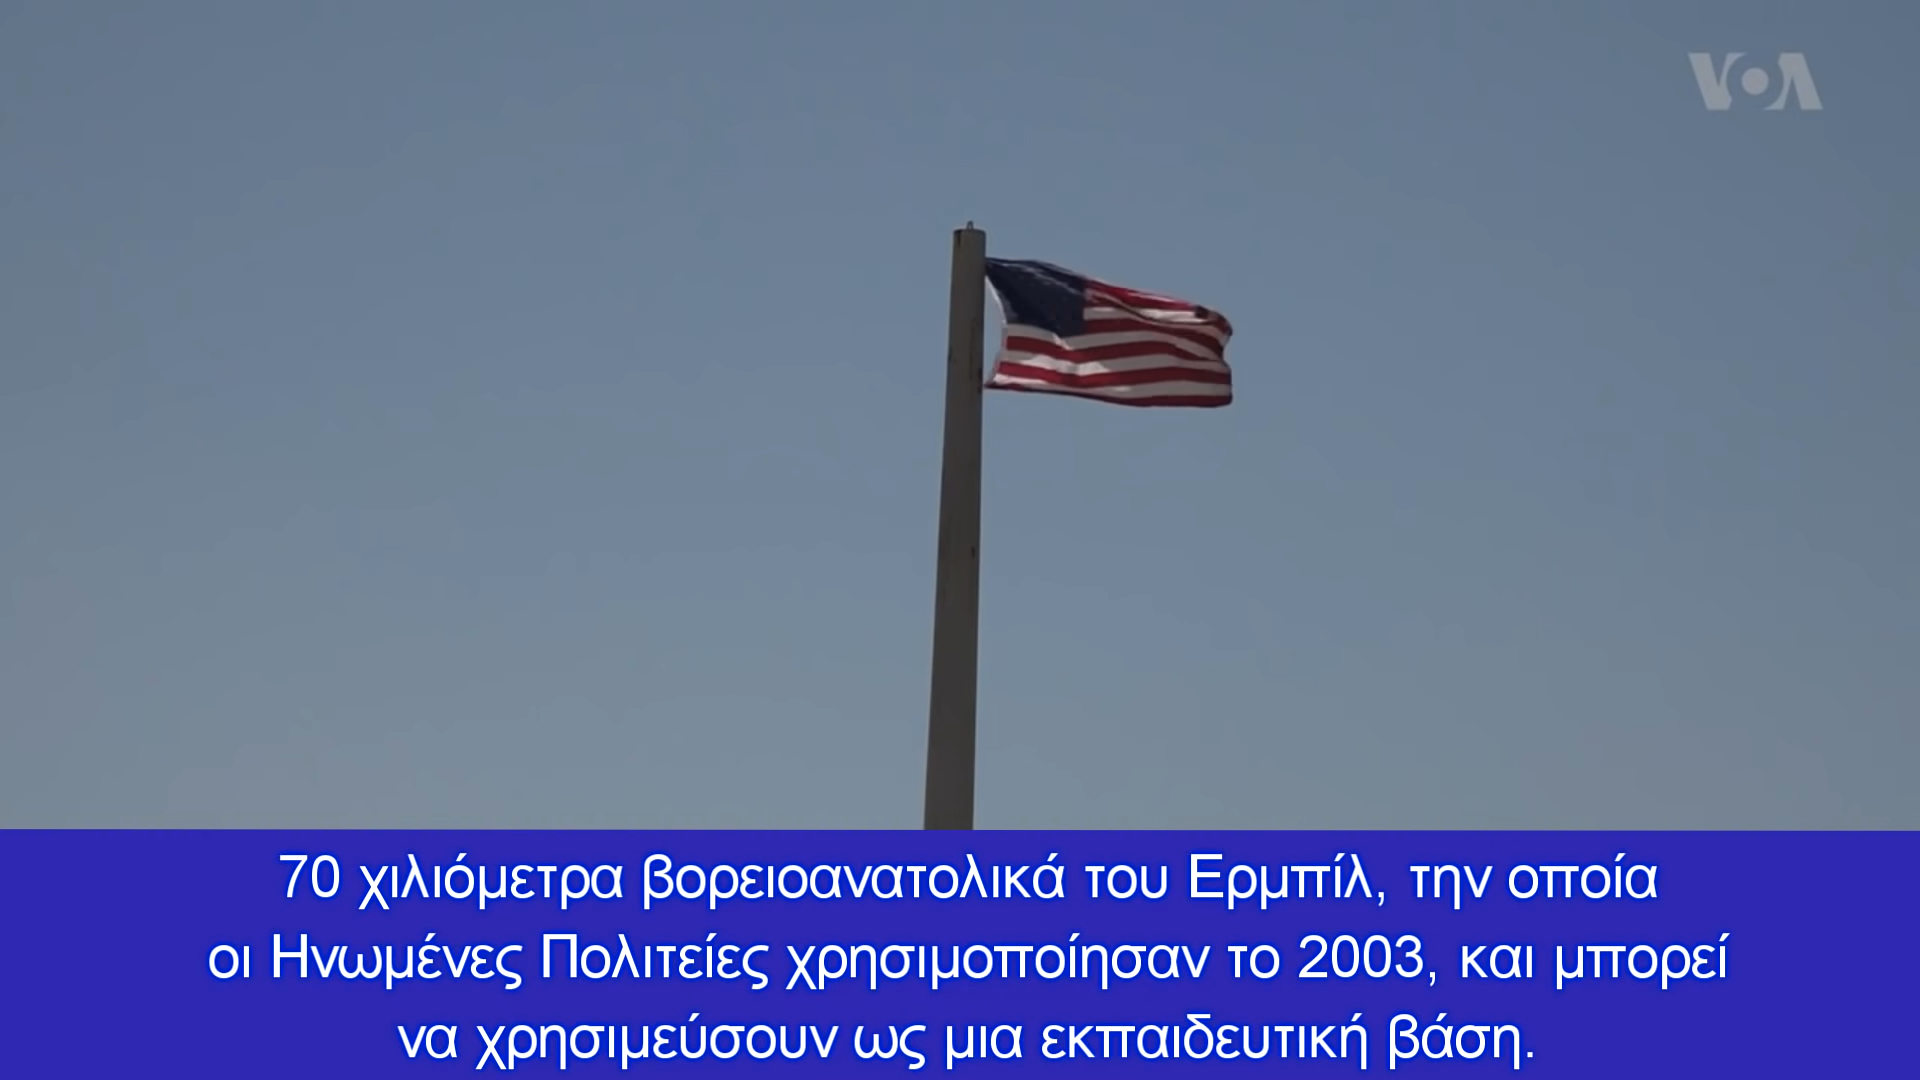 VOA
70 χιλιόμετρα βορειοανατολικά του Ερμπίλ, την οποία
οι Ηνωμένες Πολιτείες χρησιμοποίησαν το 2003, και μπορεί
να χρησιμεύσουν ως μια εκπαιδευτική βάση.